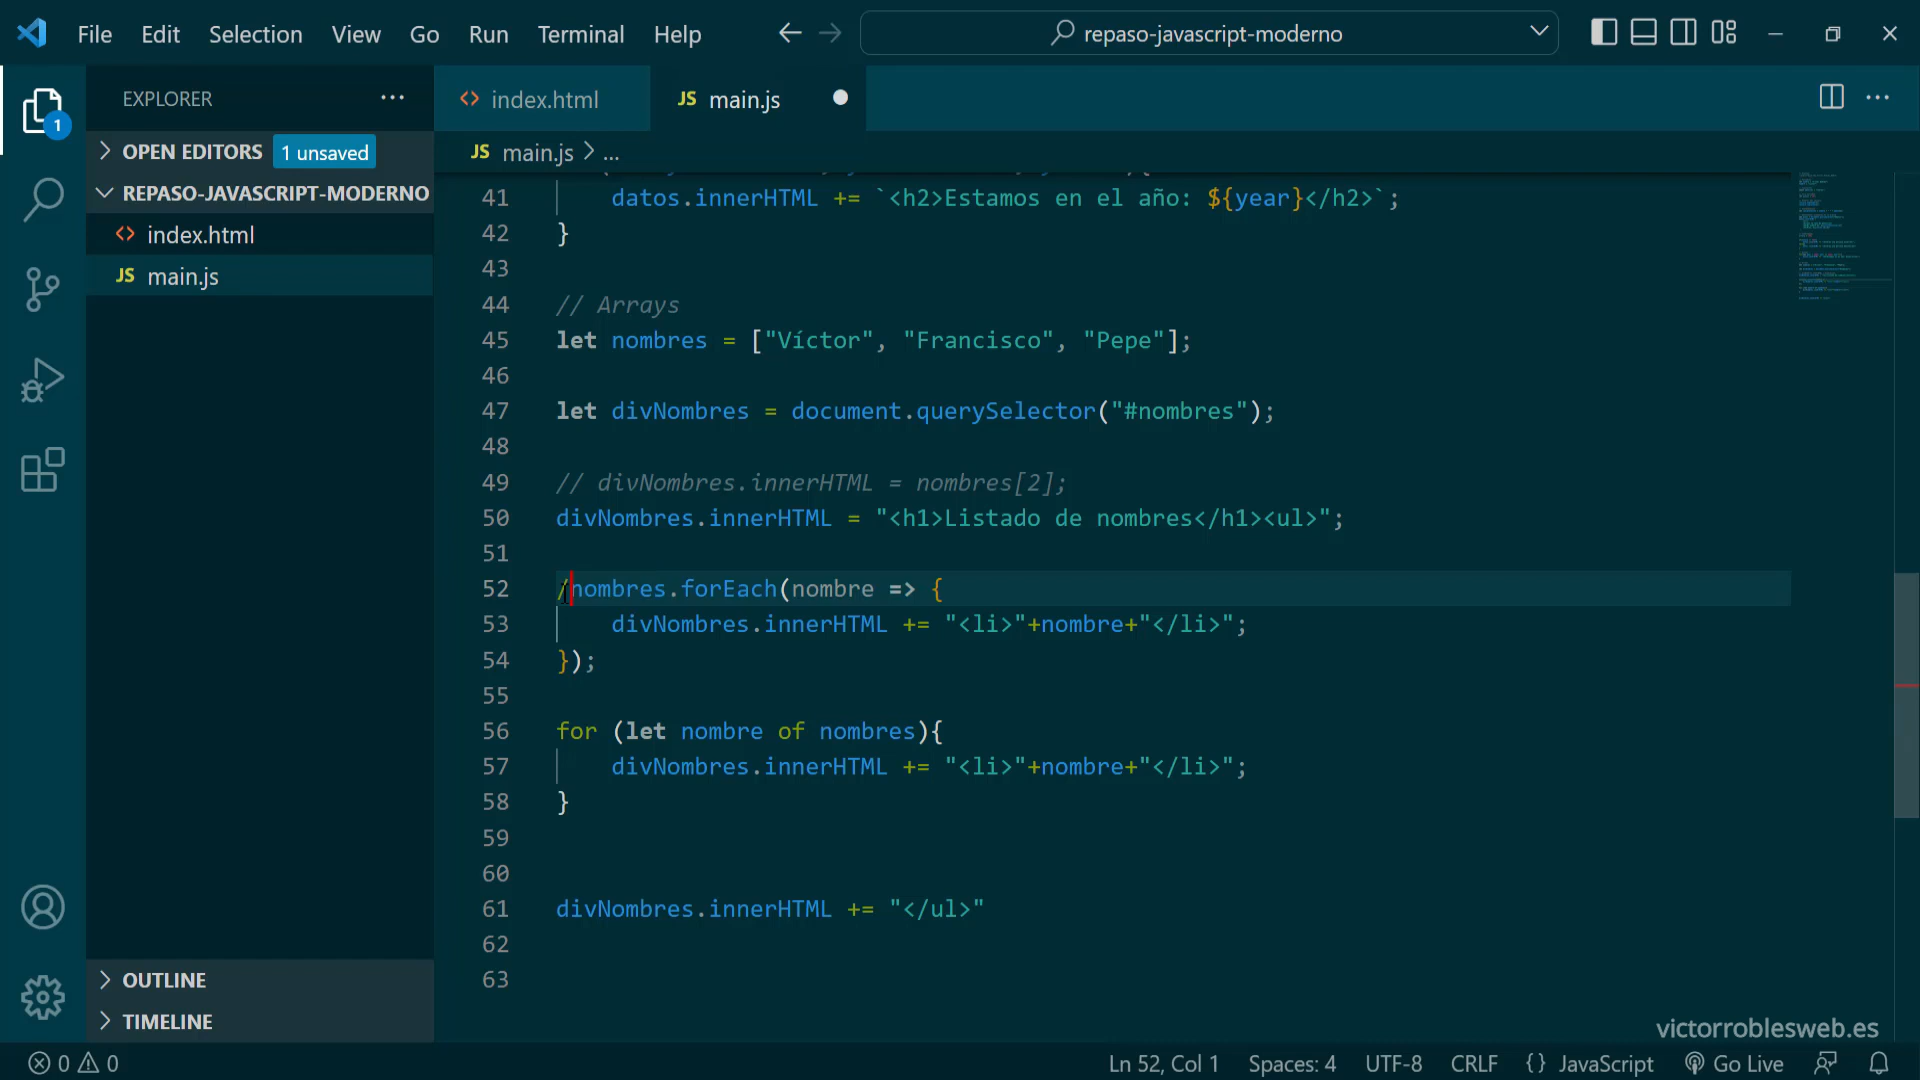 File Edit Selection View Go Run Terminal Help repaso-javascript-moderno
EXPLORER
OPEN EDITORS 1 unsaved
REPASO-JAVASCRIPT-MODERNO
<> index.html
JS main.js
OUTLINE
TIMELINE
1
<> index.html JS main.js
JS main.js > ...
41 datos.innerHTML += `<h2>Estamos en el año: ${year}</h2>`;
42 }
43
44 // Arrays
45 let nombres = ["Víctor", "Francisco", "Pepe"];
46
47 let divNombres = document.querySelector("#nombres");
48
49 // divNombres.innerHTML = nombres[2];
50 divNombres.innerHTML = "<h1>Listado de nombres</h1><ul>";
51
52 /nombres.forEach(nombre => {
53 divNombres.innerHTML += "<li>"+nombre+"</li>";
54 });
55
56 for (let nombre of nombres){
57 divNombres.innerHTML += "<li>"+nombre+"</li>";
58 }
59
60
61 divNombres.innerHTML += "</ul>"
62
63
victorroblesweb.es
0 0 Ln 52, Col 1 Spaces: 4 UTF-8 CRLF {} JavaScript Go Live